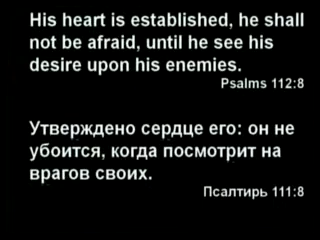 His heart is established, he shall
not be afraid, until he see his
desire upon his enemies.
Psalms 112:8
Утверждено сердце его: он не
убоится, когда посмотрит на
врагов своих.
Псалтирь 111:8